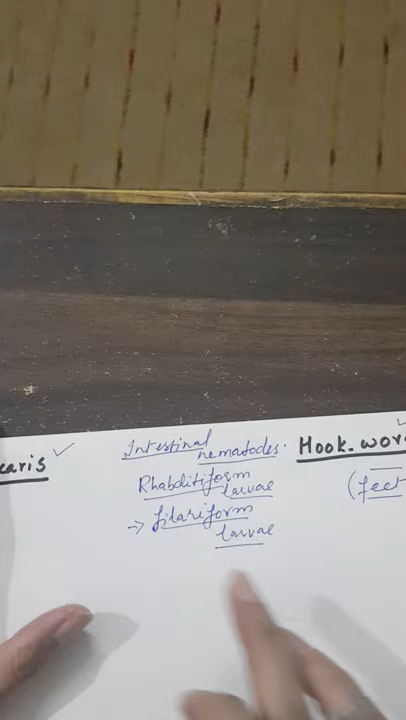 caris
Intestinal
nematodes.
Hook-wor
Rhabditiform
larvae
(feet
→ filariform
larvae